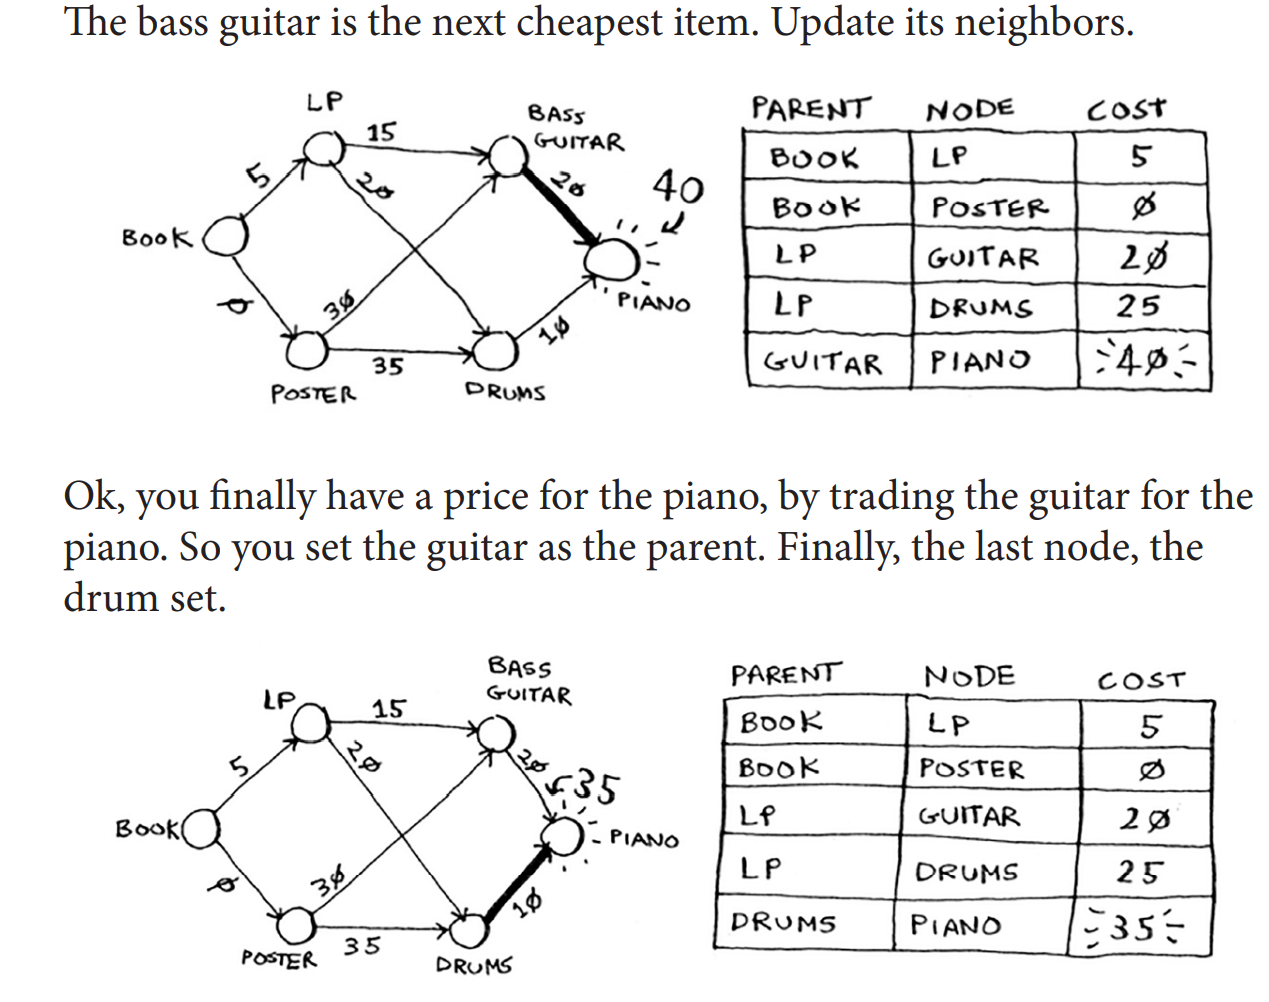 The bass guitar is the next cheapest item. Update its neighbors.
LP
BASS
GUITAR
15
5
20
20
40
BOOK
PIANO
0
30
10
35
POSTER
DRUMS
PARENT NODE COST
BOOK LP 5
BOOK POSTER 0
LP GUITAR 20
LP DRUMS 25
GUITAR PIANO 40
Ok, you finally have a price for the piano, by trading the guitar for the
piano. So you set the guitar as the parent. Finally, the last node, the
drum set.
BASS
GUITAR
LP
15
5
20
20
35
BOOK
PIANO
0
30
10
35
POSTER
DRUMS
PARENT NODE COST
BOOK LP 5
BOOK POSTER 0
LP GUITAR 20
LP DRUMS 25
DRUMS PIANO 35